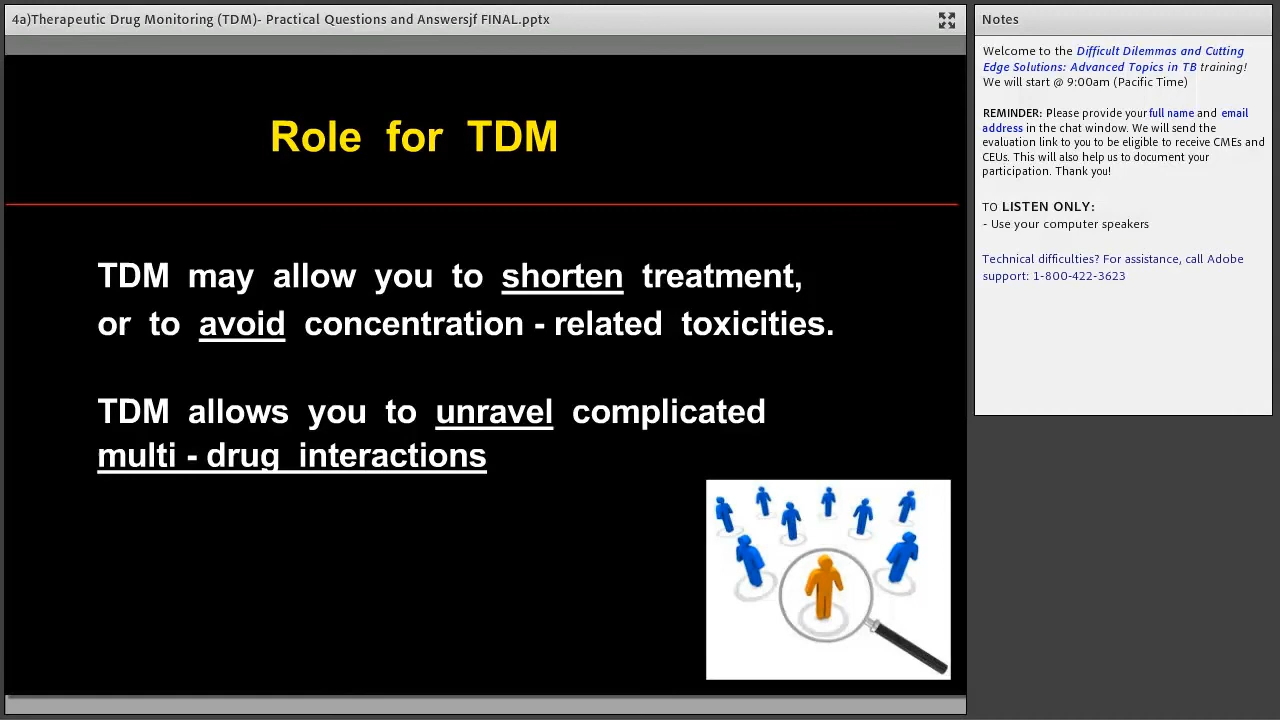 4a)Therapeutic Drug Monitoring (TDM)- Practical Questions and Answersjf FINAL.pptx
Role for TDM
TDM may allow you to shorten treatment,
or to avoid concentration - related toxicities.
TDM allows you to unravel complicated
multi - drug interactions
Notes
Welcome to the Difficult Dilemmas and Cutting
Edge Solutions: Advanced Topics in TB training!
We will start @ 9:00am (Pacific Time)
REMINDER: Please provide your full name and email
address in the chat window. We will send the
evaluation link to you to be eligible to receive CMEs and
CEUs. This will also help us to document your
participation. Thank you!
TO LISTEN ONLY:
- Use your computer speakers
Technical difficulties? For assistance, call Adobe
support: 1-800-422-3623